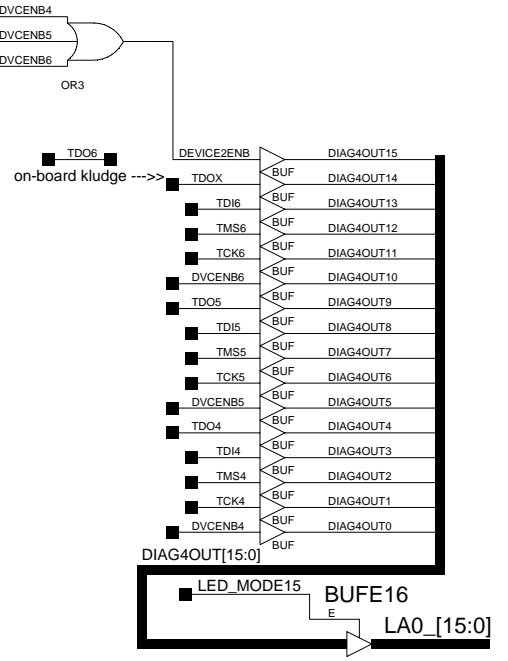 DVCENB4
DVCENB5
DVCENB6
OR3
TDO6
DEVICE2ENB DIAG4OUT15
BUF
on-board kludge --->> TDOX DIAG4OUT14
BUF
TDI6 DIAG4OUT13
BUF
TMS6 DIAG4OUT12
BUF
TCK6 DIAG4OUT11
BUF
DVCENB6 DIAG4OUT10
BUF
TDO5 DIAG4OUT9
BUF
TDI5 DIAG4OUT8
BUF
TMS5 DIAG4OUT7
BUF
TCK5 DIAG4OUT6
BUF
DVCENB5 DIAG4OUT5
BUF
TDO4 DIAG4OUT4
BUF
TDI4 DIAG4OUT3
BUF
TMS4 DIAG4OUT2
BUF
TCK4 DIAG4OUT1
BUF
DVCENB4 DIAG4OUT0
BUF
DIAG4OUT[15:0]
LED_MODE15
BUFE16
E
LA0_[15:0]